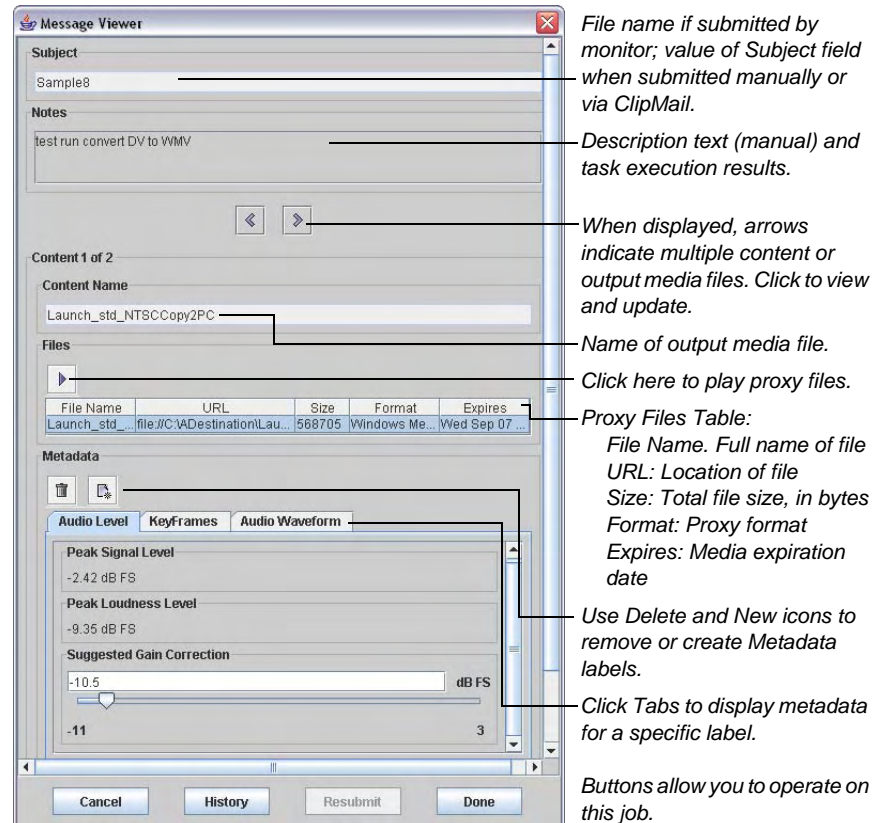 Message Viewer
Subject
Sample8
Notes
test run convert DV to WMV
Content 1 of 2
Content Name
Launch_std_NTSCCopy2PC
Files
File Name URL Size Format Expires
Launch_std_... file://C:\ADestination\Lau... 568705 Windows Me... Wed Sep 07 ...
Metadata
Audio Level KeyFrames Audio Waveform
Peak Signal Level
-2.42 dB FS
Peak Loudness Level
-9.35 dB FS
Suggested Gain Correction
-10.5 dB FS
-11 3
Cancel History Resubmit Done
File name if submitted by
monitor; value of Subject field
when submitted manually or
via ClipMail.
Description text (manual) and
task execution results.
When displayed, arrows
indicate multiple content or
output media files. Click to view
and update.
Name of output media file.
Click here to play proxy files.
Proxy Files Table:
File Name. Full name of file
URL: Location of file
Size: Total file size, in bytes
Format: Proxy format
Expires: Media expiration
date
Use Delete and New icons to
remove or create Metadata
labels.
Click Tabs to display metadata
for a specific label.
Buttons allow you to operate on
this job.